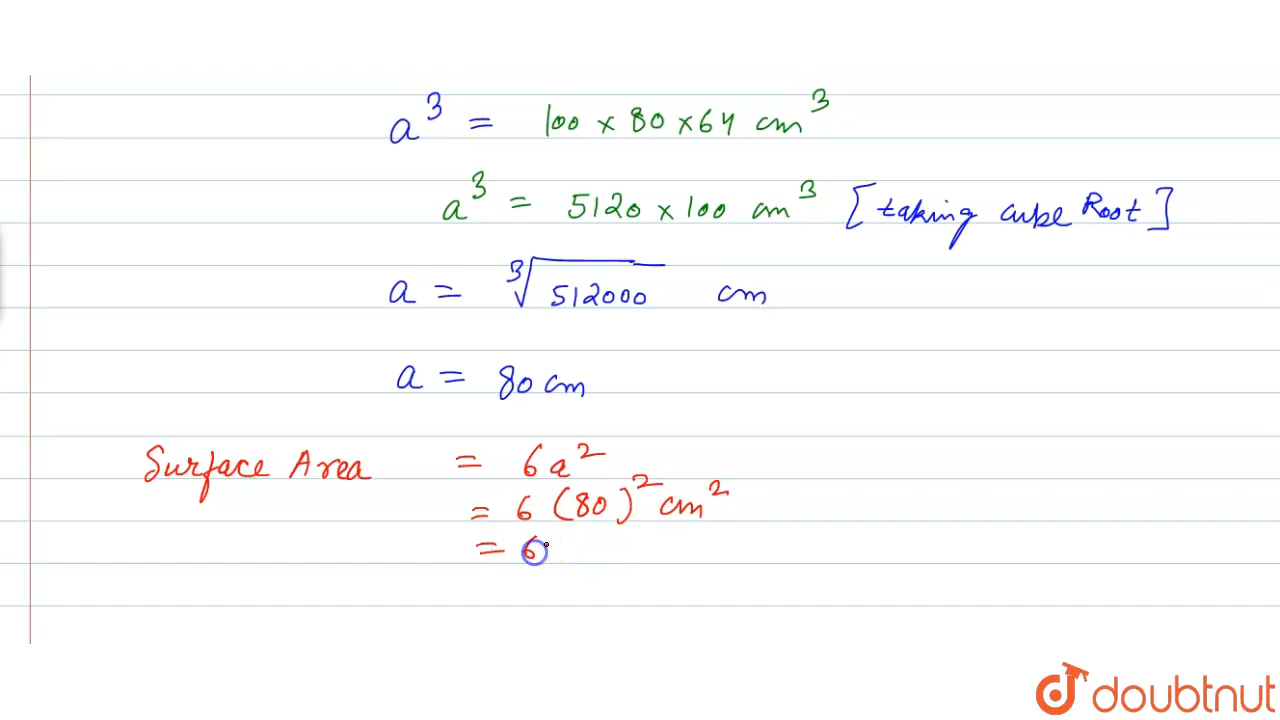 a³ = 100 × 80 × 64 cm³
a³ = 5120 × 100 cm³ [taking cube Root]
a = ∛512000 cm
a = 80 cm
Surface Area = 6a²
= 6 (80)² cm²
= 6
doubtnut